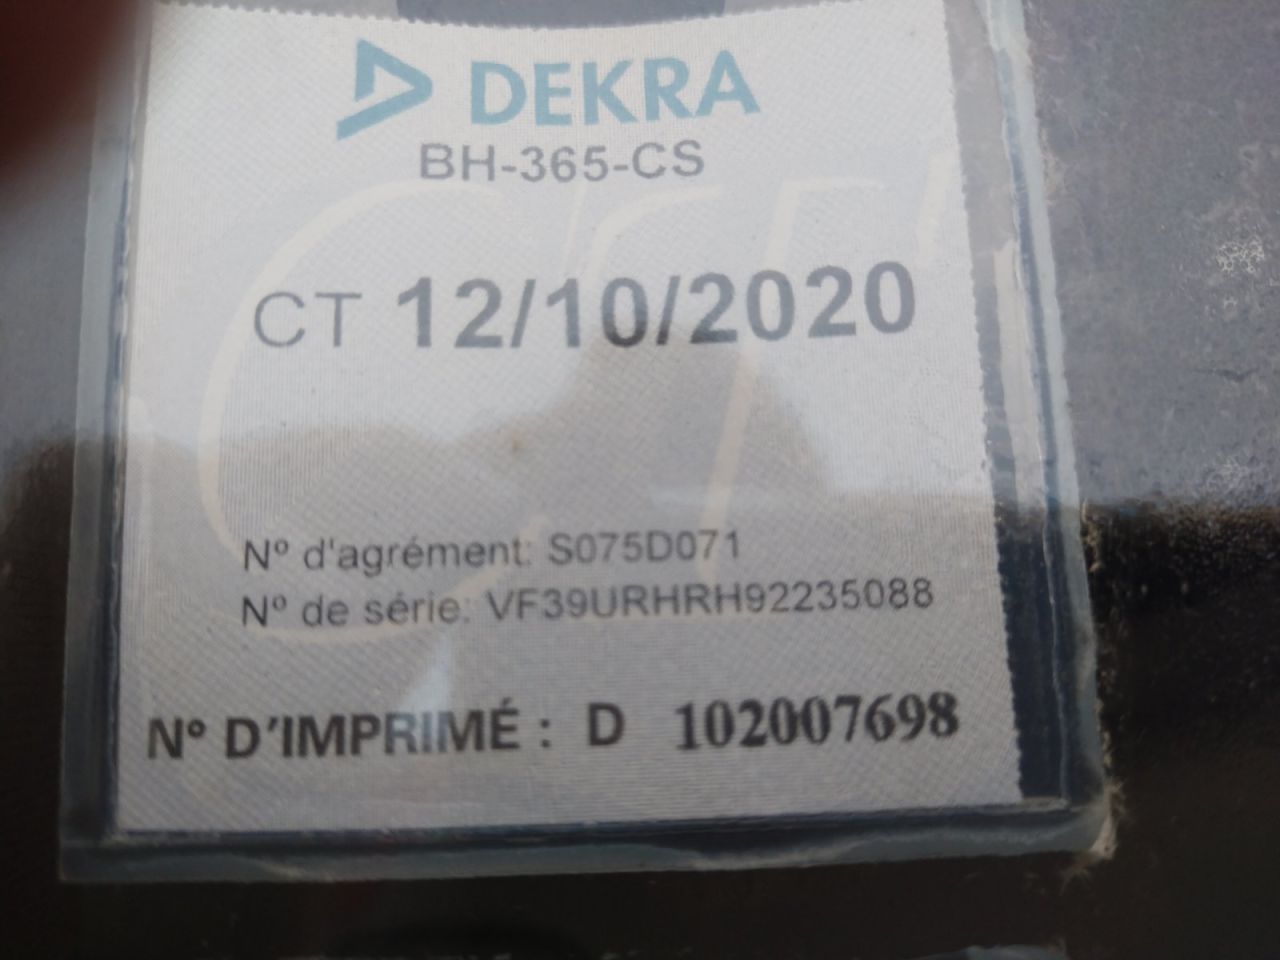 DEKRA
BH-365-CS
CT 12/10/2020
N° d'agrément: S075D071
N° de série: VF39URHRH92235088
N° D'IMPRIMÉ : D 102007698